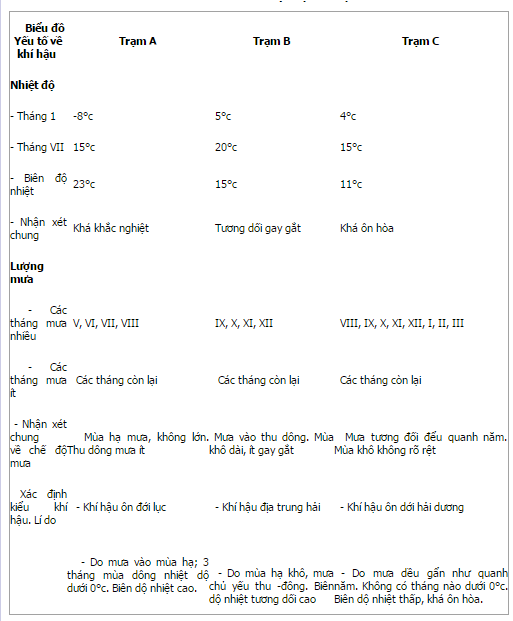 Biểu đồ
Yếu tố về
khí hậu
Trạm A
Trạm B
Trạm C
Nhiệt độ
- Tháng 1
-8°c
5°c
4°c
- Tháng VII
15°c
20°c
15°c
- Biên độ
nhiệt
23°c
15°c
11°c
- Nhận xét
chung
Khá khắc nghiệt
Tương dối gay gắt
Khá ôn hòa
Lượng
mưa
- Các
tháng mưa
nhiều
V, VI, VII, VIII
IX, X, XI, XII
VIII, IX, X, XI, XII, I, II, III
- Các
tháng mưa
ít
Các tháng còn lại
Các tháng còn lại
Các tháng còn lại
- Nhận xét
chung
về chế độ
mưa
Mùa hạ mưa, không lớn.
Thu dông mưa ít
Mưa vào thu dông. Mùa
khô dài, ít gay gắt
Mưa tương đối đều quanh năm.
Mùa khô không rõ rệt
Xác định
kiểu khí
hậu. Lí do
- Khí hậu ôn đới lục
- Khí hậu địa trung hải
- Khí hậu ôn dới hải dương
- Do mưa vào mùa hạ; 3
tháng mùa dông nhiệt dộ
dưới 0°c. Biên dộ nhiệt cao.
- Do mùa hạ khô, mưa
chủ yếu thu -đông. Biên
dộ nhiệt tương dối cao
- Do mưa dều gẩn như quanh
năm. Không có tháng nào dưới 0°c.
Biên dộ nhiệt thấp, khá ôn hòa.